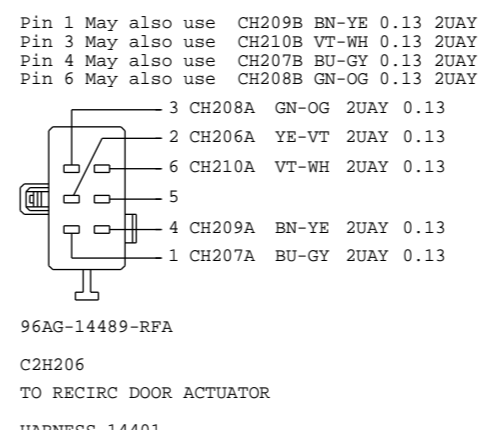 Pin 1 May also use CH209B BN-YE 0.13 2UAY
Pin 3 May also use CH210B VT-WH 0.13 2UAY
Pin 4 May also use CH207B BU-GY 0.13 2UAY
Pin 6 May also use CH208B GN-OG 0.13 2UAY
3 CH208A GN-OG 2UAY 0.13
2 CH206A YE-VT 2UAY 0.13
6 CH210A VT-WH 2UAY 0.13
5
4 CH209A BN-YE 2UAY 0.13
1 CH207A BU-GY 2UAY 0.13
96AG-14489-RFA
C2H206
TO RECIRC DOOR ACTUATOR
HARNESS 14401